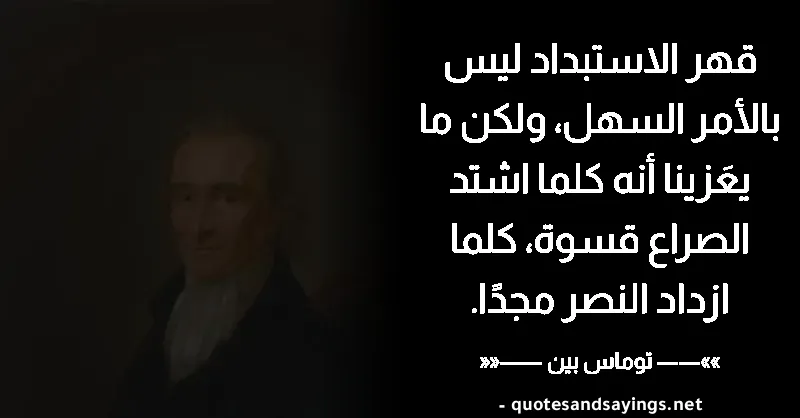 قهر الاستبداد ليس
بالأمر السهل، ولكن ما
يعَزينا أنه كلما اشتد
الصراع قسوة، كلما
ازداد النصر مجدًا.
»»—— توماس بين ——««
- quotesandsayings.net